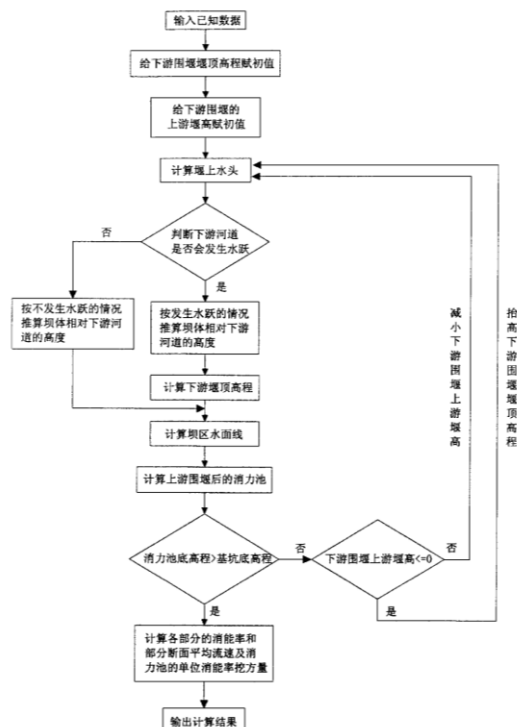 输入已知数据
给下游围堰堰顶高程赋初值
给下游围堰的
上游堰高赋初值
计算堰上水头
判断下游河道
是否会发生水跃
否
是
按不发生水跃的情况
推算坝体相对下游河
道的高度
按发生水跃的情况
推算坝体相对下游
河道的高度
减小下游围堰上游堰高
抬高下游围堰堰顶高程
计算下游堰顶高程
计算坝区水面线
计算上游围堰后的消力池
消力池底高程>基坑底高程
否
下游围堰上游堰高<=0
否
是
是
计算各部分的消能率和
部分断面平均流速及消
力池的单位消能率挖方量
输出计算结果